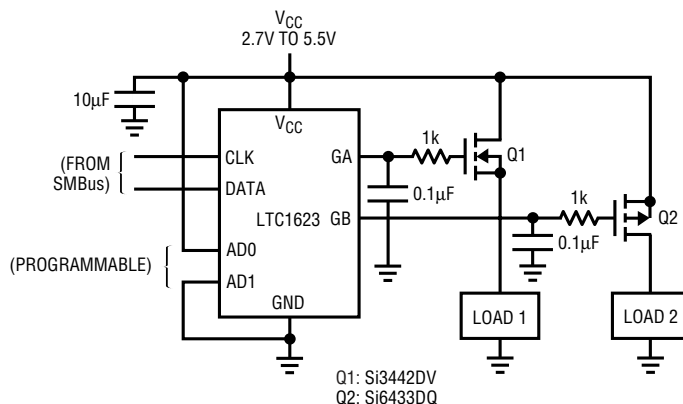 VCC
2.7V TO 5.5V
10µF
VCC
(FROM
SMBus)
CLK
DATA
LTC1623
GA
GB
1k
Q1
0.1µF
1k
Q2
0.1µF
(PROGRAMMABLE)
AD0
AD1
GND
LOAD 1
LOAD 2
Q1: Si3442DV
Q2: Si6433DQ